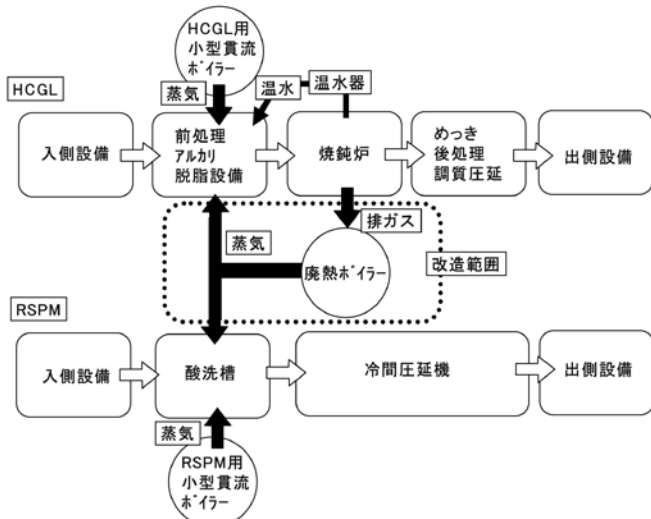 HCGL用
小型貫流
ﾎﾞｲﾗｰ
温水
温水器
HCGL
蒸気
入側設備
前処理
ｱﾙｶﾘ
脱脂設備
焼鈍炉
めっき
後処理
調質圧延
出側設備
排ガス
蒸気
改造範囲
廃熱ﾎﾞｲﾗｰ
RSPM
入側設備
酸洗槽
冷間圧延機
出側設備
蒸気
RSPM用
小型貫流
ﾎﾞｲﾗｰ